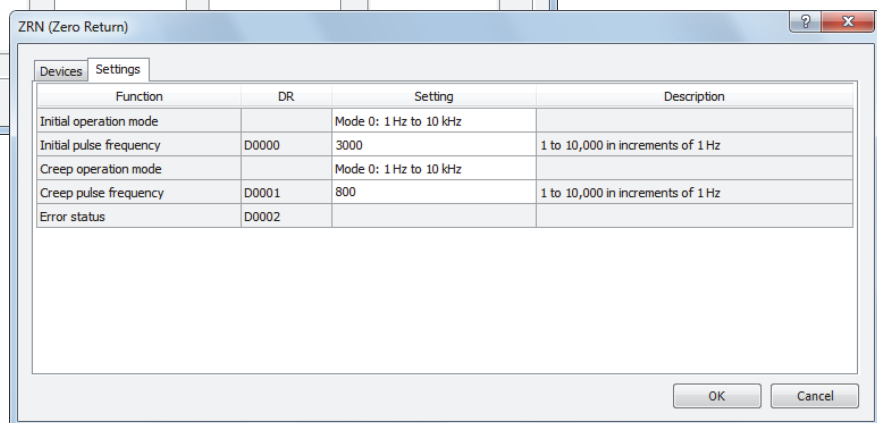 ZRN (Zero Return)
Devices Settings
Function DR Setting Description
Initial operation mode Mode 0: 1 Hz to 10 kHz
Initial pulse frequency D0000 3000 1 to 10,000 in increments of 1 Hz
Creep operation mode Mode 0: 1 Hz to 10 kHz
Creep pulse frequency D0001 800 1 to 10,000 in increments of 1 Hz
Error status D0002
OK Cancel